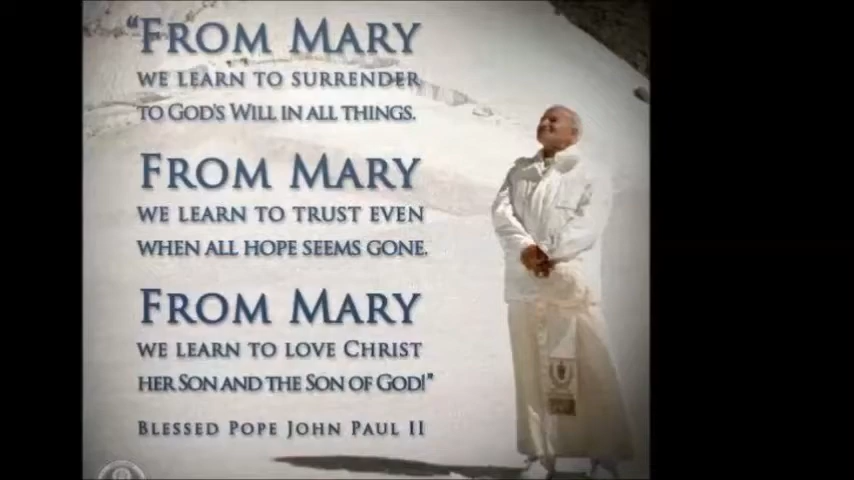 “From Mary
we learn to surrender
to God's Will in all things.
From Mary
we learn to trust even
when all hope seems gone.
From Mary
we learn to love Christ
her Son and the Son of God!”
Blessed Pope John Paul II